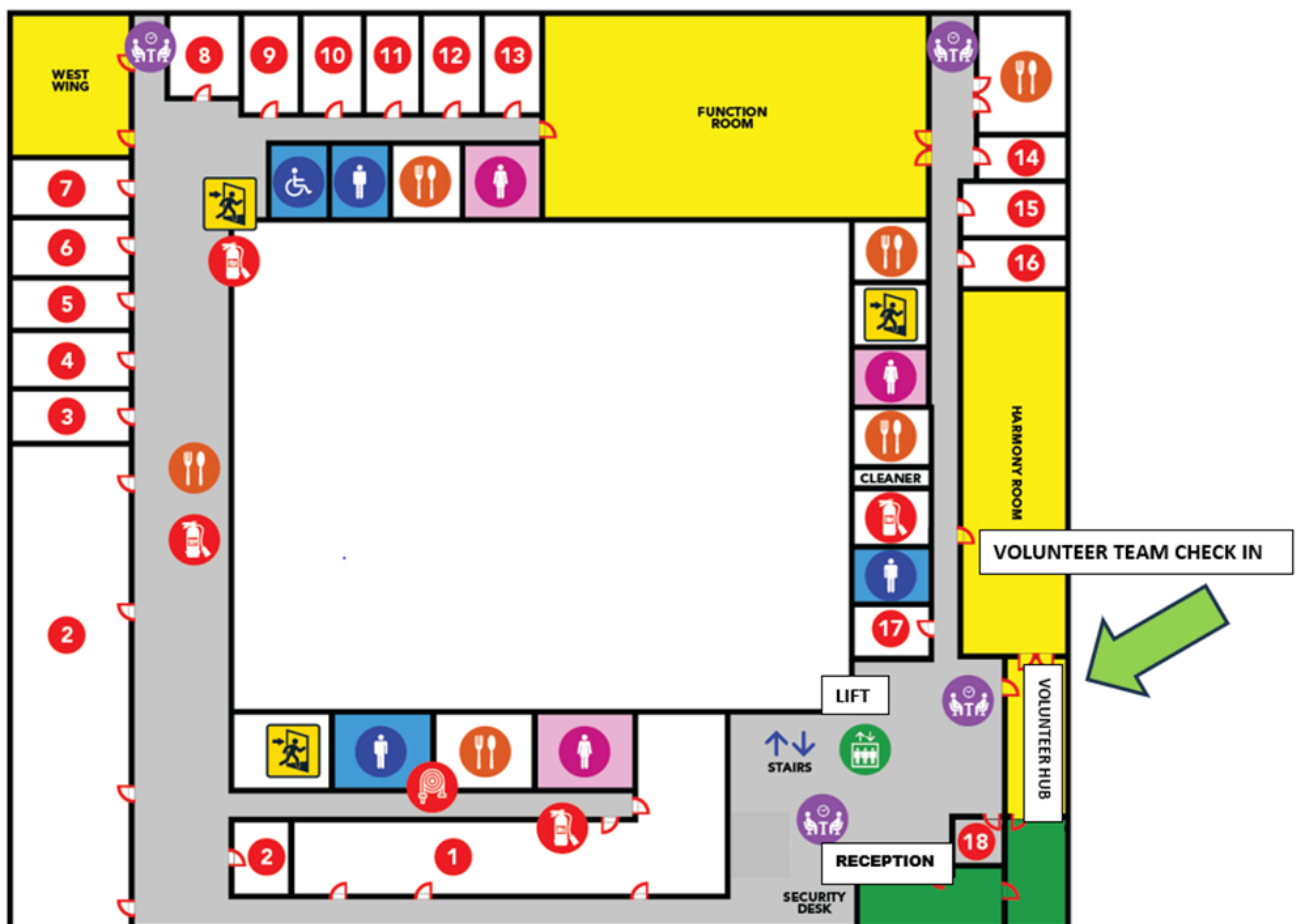 WEST
WING
8
9
10
11
12
13
FUNCTION
ROOM
14
7
15
6
16
5
4
3
HARMONY ROOM
CLEANER
VOLUNTEER TEAM CHECK IN
2
17
LIFT
VOLUNTEER HUB
STAIRS
RECEPTION
18
2
1
SECURITY
DESK